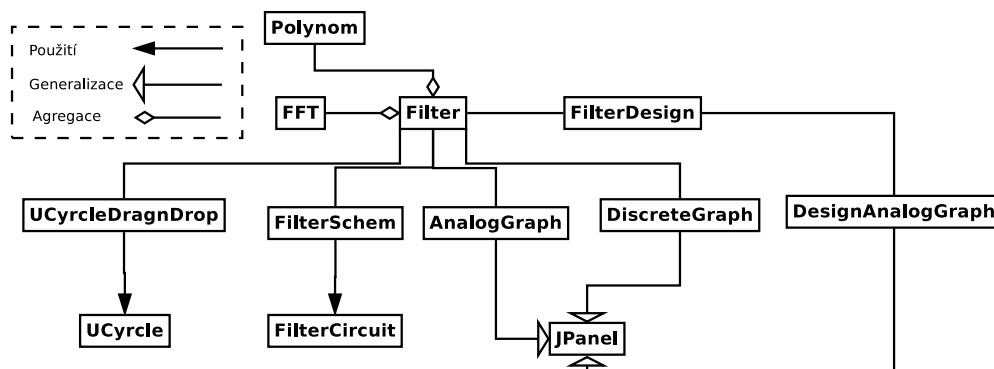 Polynom
Použití
Generalizace
Agregace
FFT
Filter
FilterDesign
UCyrcleDragnDrop
FilterSchem
AnalogGraph
DiscreteGraph
DesignAnalogGraph
UCyrcle
FilterCircuit
JPanel